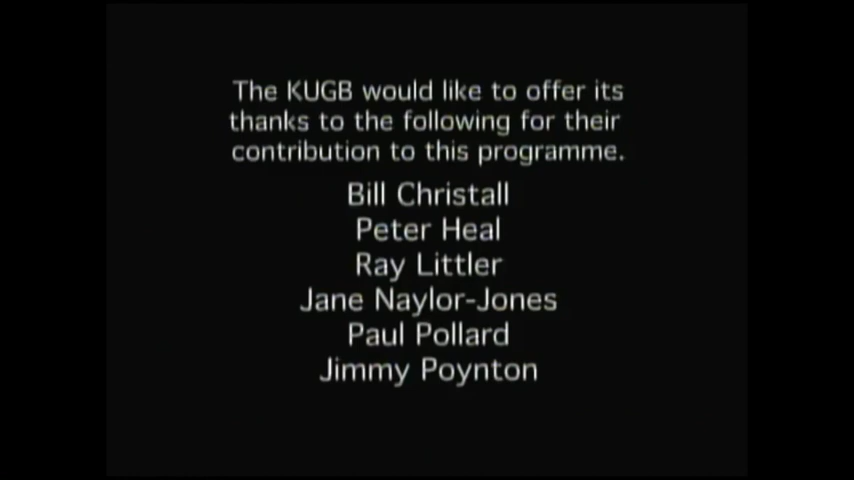 The KUGB would like to offer its
thanks to the following for their
contribution to this programme.
Bill Christall
Peter Heal
Ray Littler
Jane Naylor-Jones
Paul Pollard
Jimmy Poynton